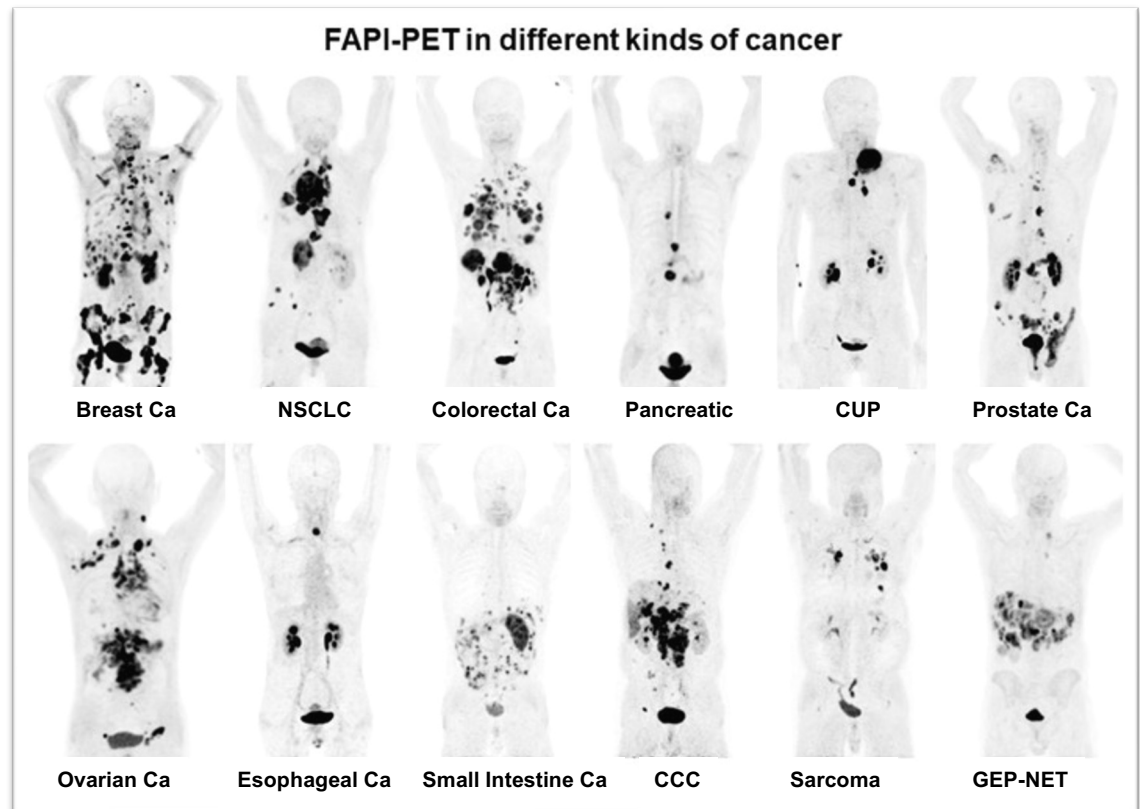 FAPI-PET in different kinds of cancer
Breast Ca NSCLC Colorectal Ca Pancreatic CUP Prostate Ca
Ovarian Ca Esophageal Ca Small Intestine Ca CCC Sarcoma GEP-NET